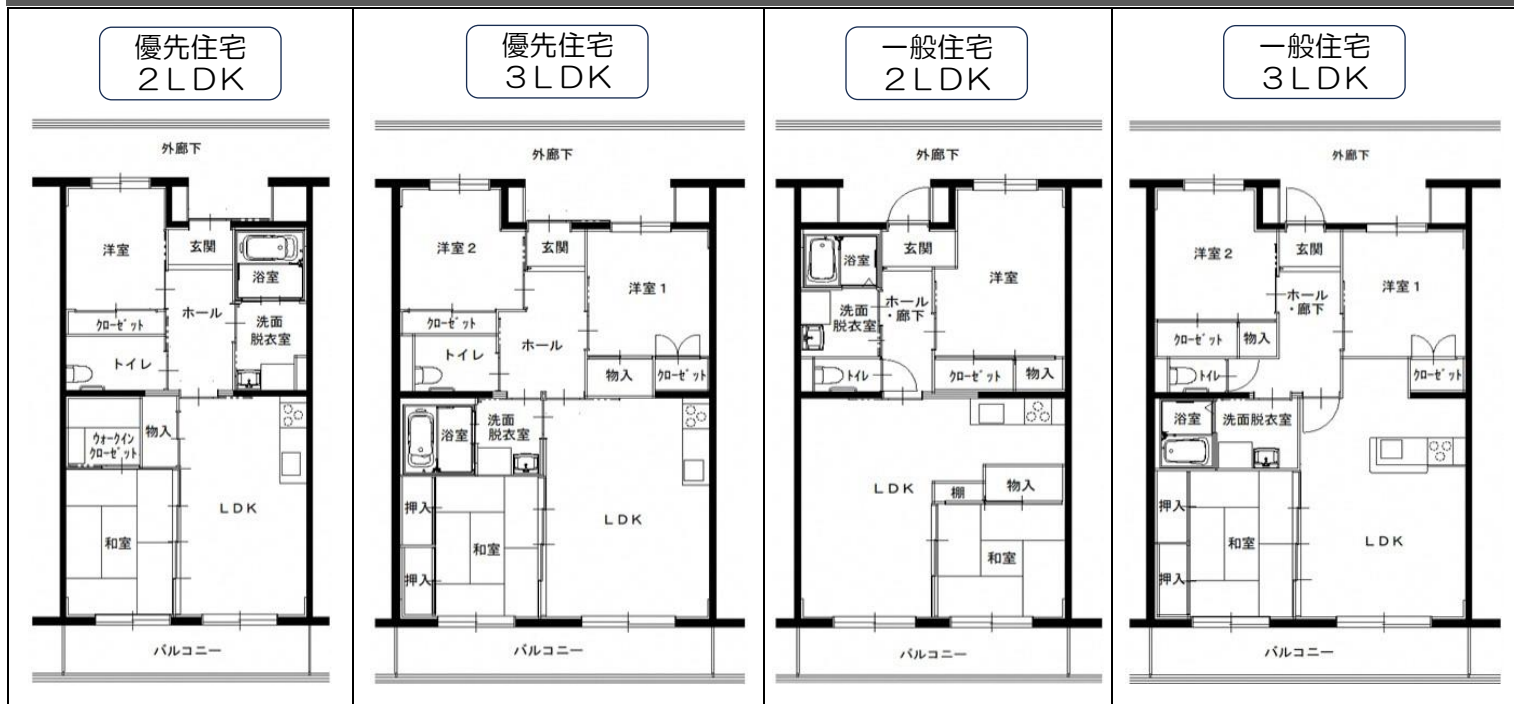 優先住宅
２ＬＤＫ
外廊下
洋室
玄関
浴室
ホール
洗面
脱衣室
クローゼット
トイレ
ウォークイン
クローゼット
物入
ＬＤＫ
和室
バルコニー
優先住宅
３ＬＤＫ
外廊下
洋室２
玄関
洋室１
クローゼット
ホール
トイレ
物入
クローゼット
浴室
洗面
脱衣室
押入
和室
ＬＤＫ
押入
バルコニー
一般住宅
２ＬＤＫ
外廊下
浴室
玄関
洋室
ホール
・廊下
洗面
脱衣室
トイレ
クローゼット
物入
ＬＤＫ
棚
物入
和室
バルコニー
一般住宅
３ＬＤＫ
外廊下
洋室２
玄関
洋室１
ホール
・廊下
クローゼット
物入
トイレ
クローゼット
浴室
洗面脱衣室
押入
和室
ＬＤＫ
押入
バルコニー